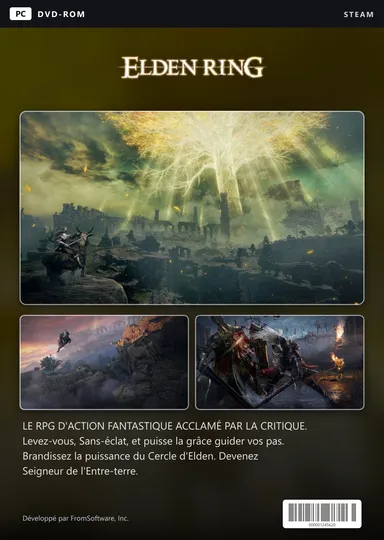 PC DVD-ROM STEAM
ELDEN RING
LE RPG D'ACTION FANTASTIQUE ACCLAMÉ PAR LA CRITIQUE.
Levez-vous, Sans-éclat, et puisse la grâce guider vos pas.
Brandissez la puissance du Cercle d'Elden. Devenez
Seigneur de l'Entre-terre.
Développé par FromSoftware, Inc.